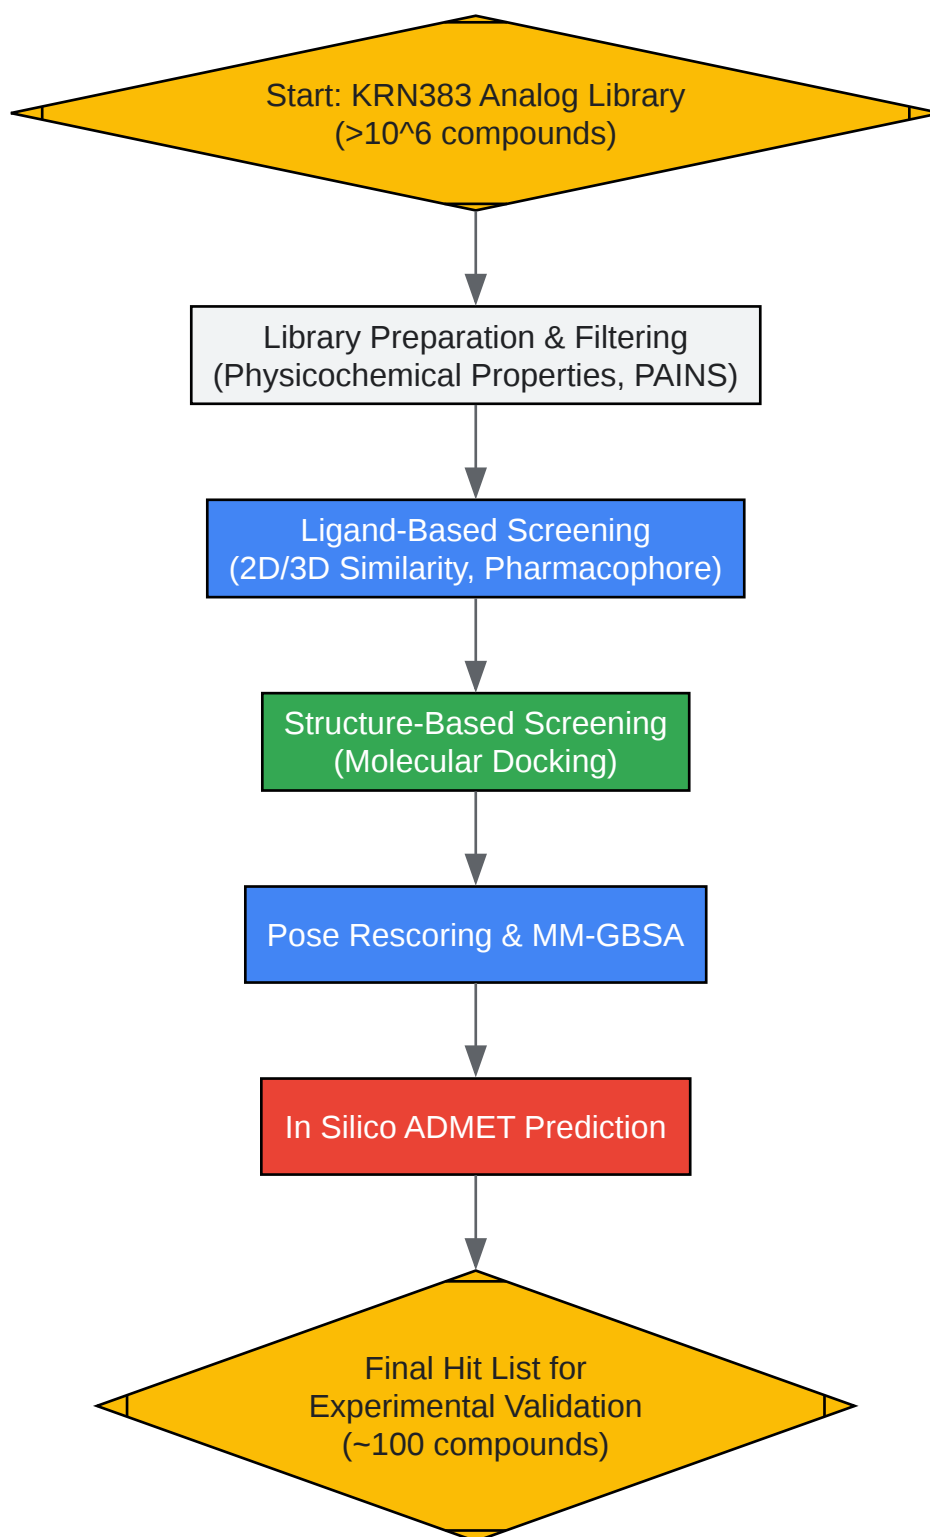 Start: KRN383 Analog Library
(>10^6 compounds)
Library Preparation & Filtering
(Physicochemical Properties, PAINS)
Ligand-Based Screening
(2D/3D Similarity, Pharmacophore)
Structure-Based Screening
(Molecular Docking)
Pose Rescoring & MM-GBSA
In Silico ADMET Prediction
Final Hit List for
Experimental Validation
(~100 compounds)